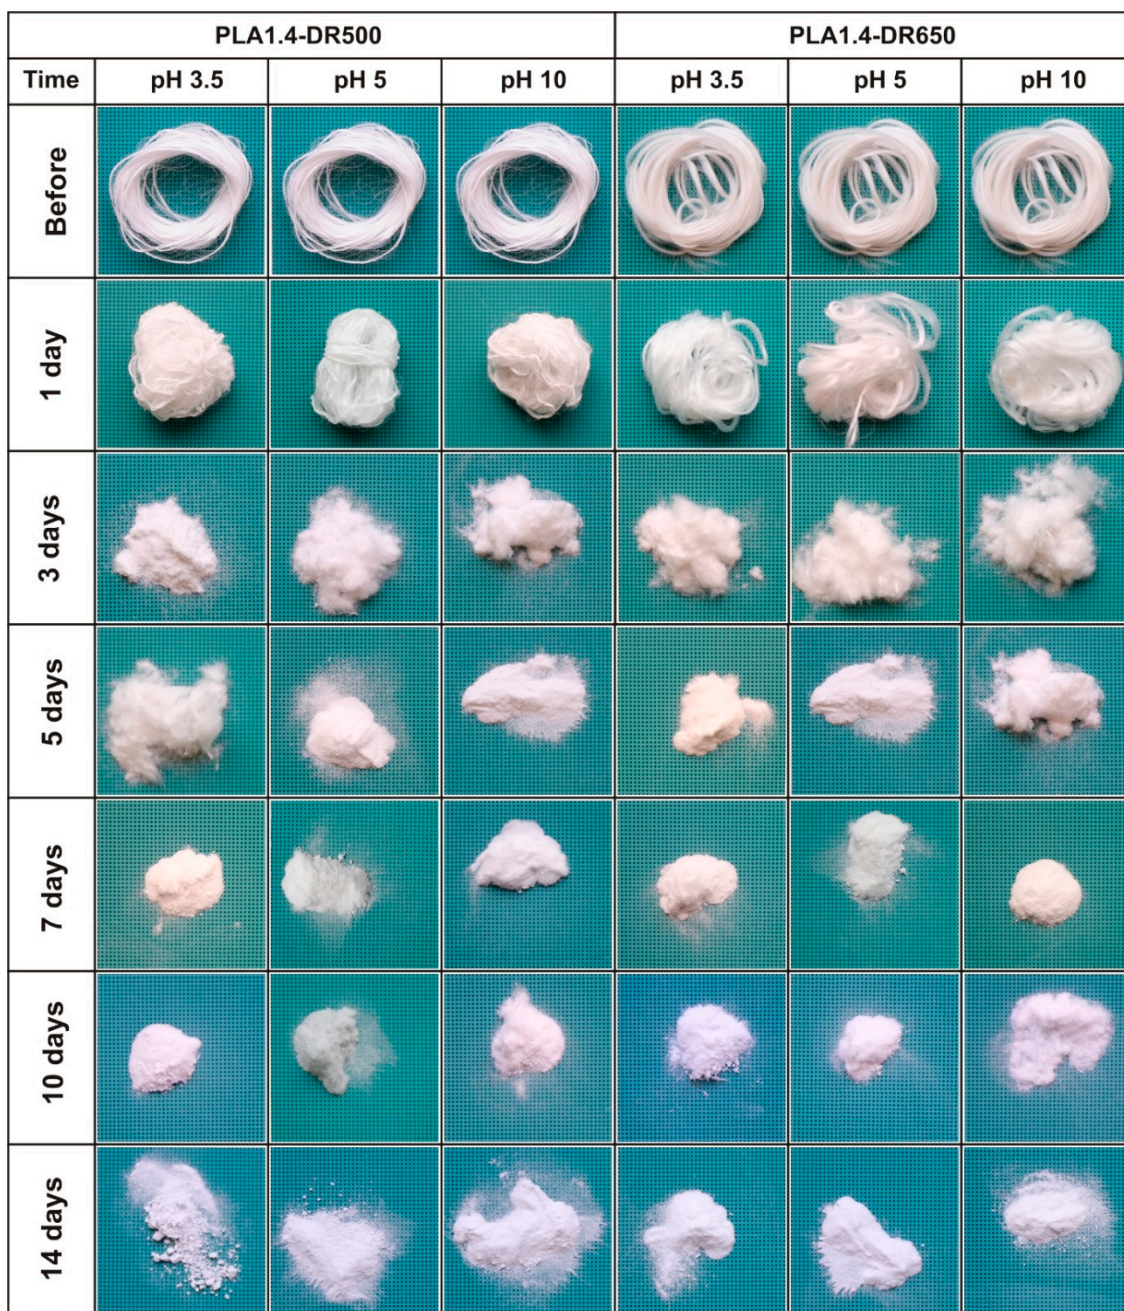 PLA1.4-DR500 PLA1.4-DR650
Time pH 3.5 pH 5 pH 10 pH 3.5 pH 5 pH 10
Before
1 day
3 days
5 days
7 days
10 days
14 days